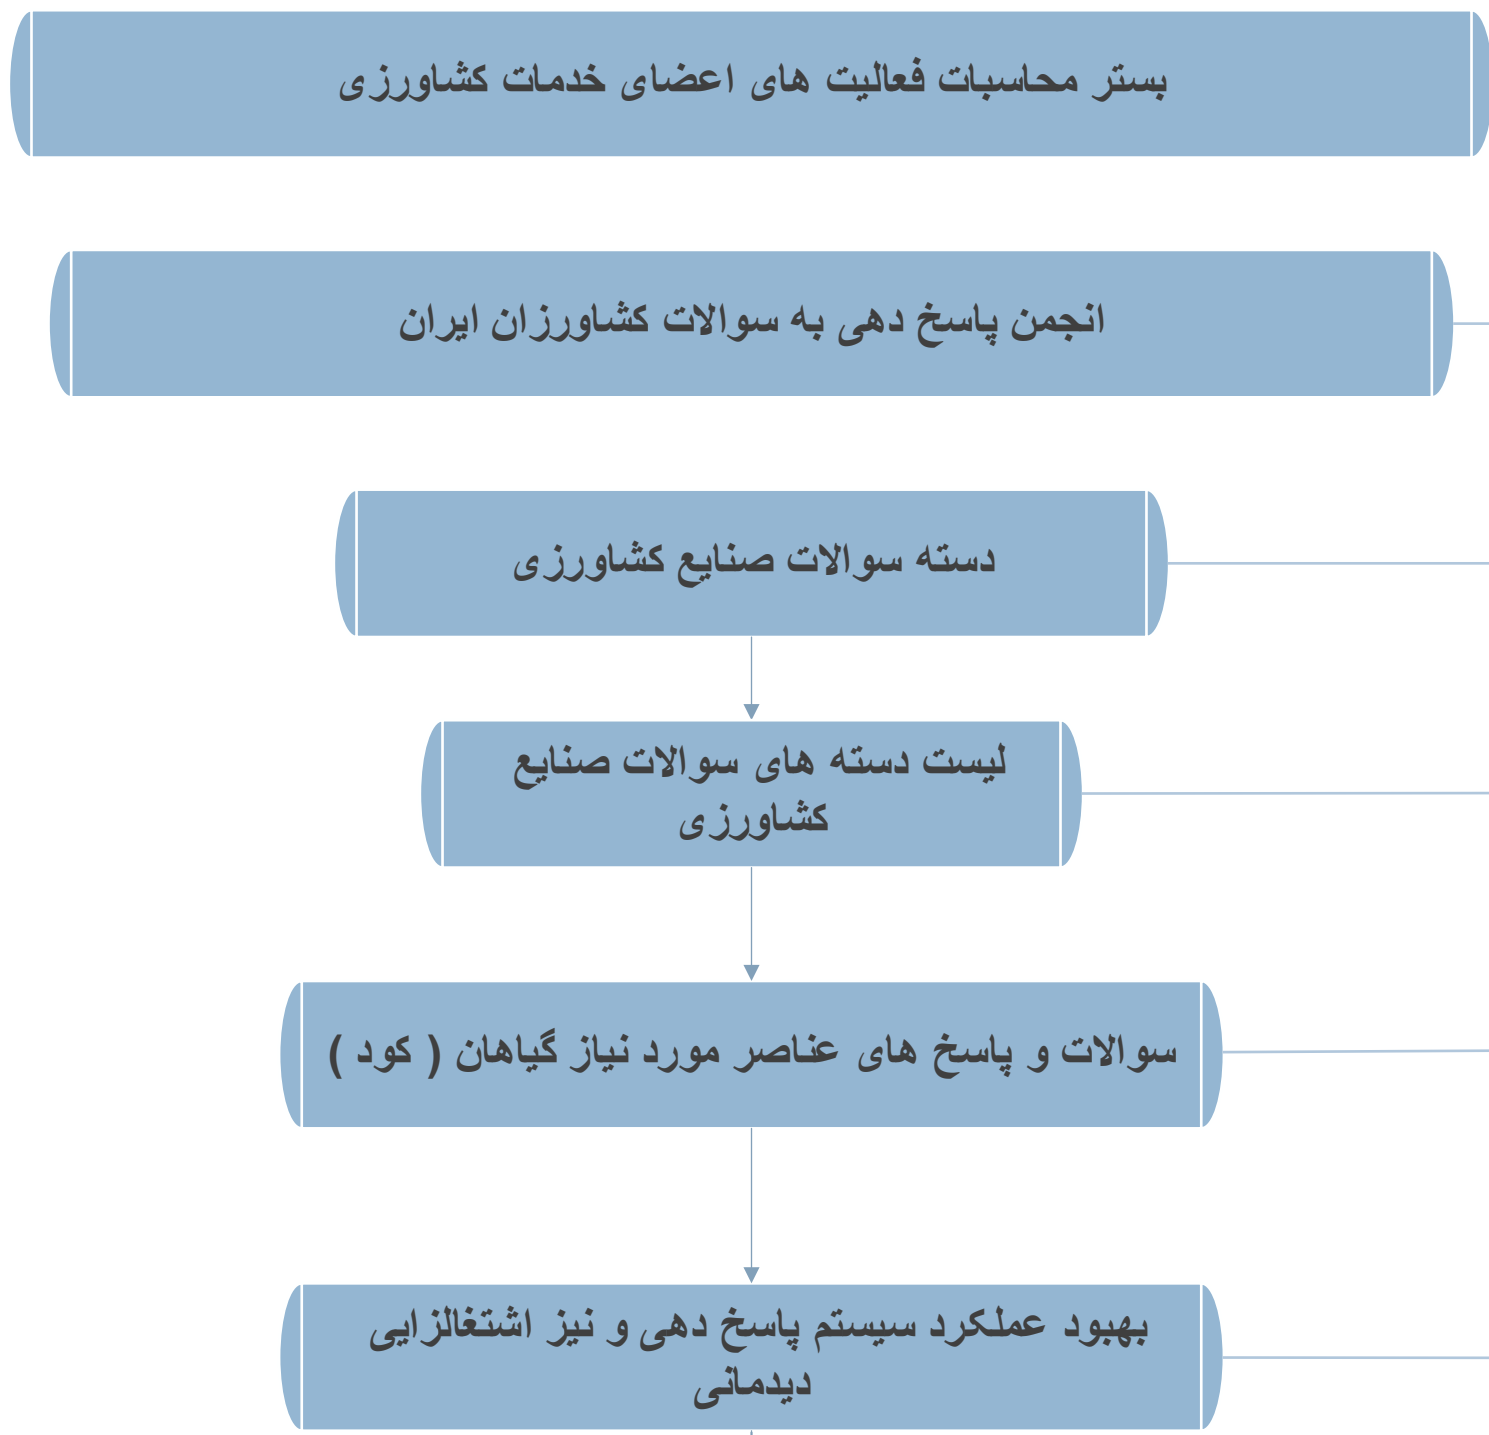 بستر محاسبات فعالیت های اعضای خدمات کشاورزی
انجمن پاسخ دهی به سوالات کشاورزان ایران
دسته سوالات صنایع کشاورزی
لیست دسته های سوالات صنایع
کشاورزی
سوالات و پاسخ های عناصر مورد نیاز گیاهان ( کود )
بهبود عملکرد سیستم پاسخ دهی و نیز اشتغالزایی
دیدمانی